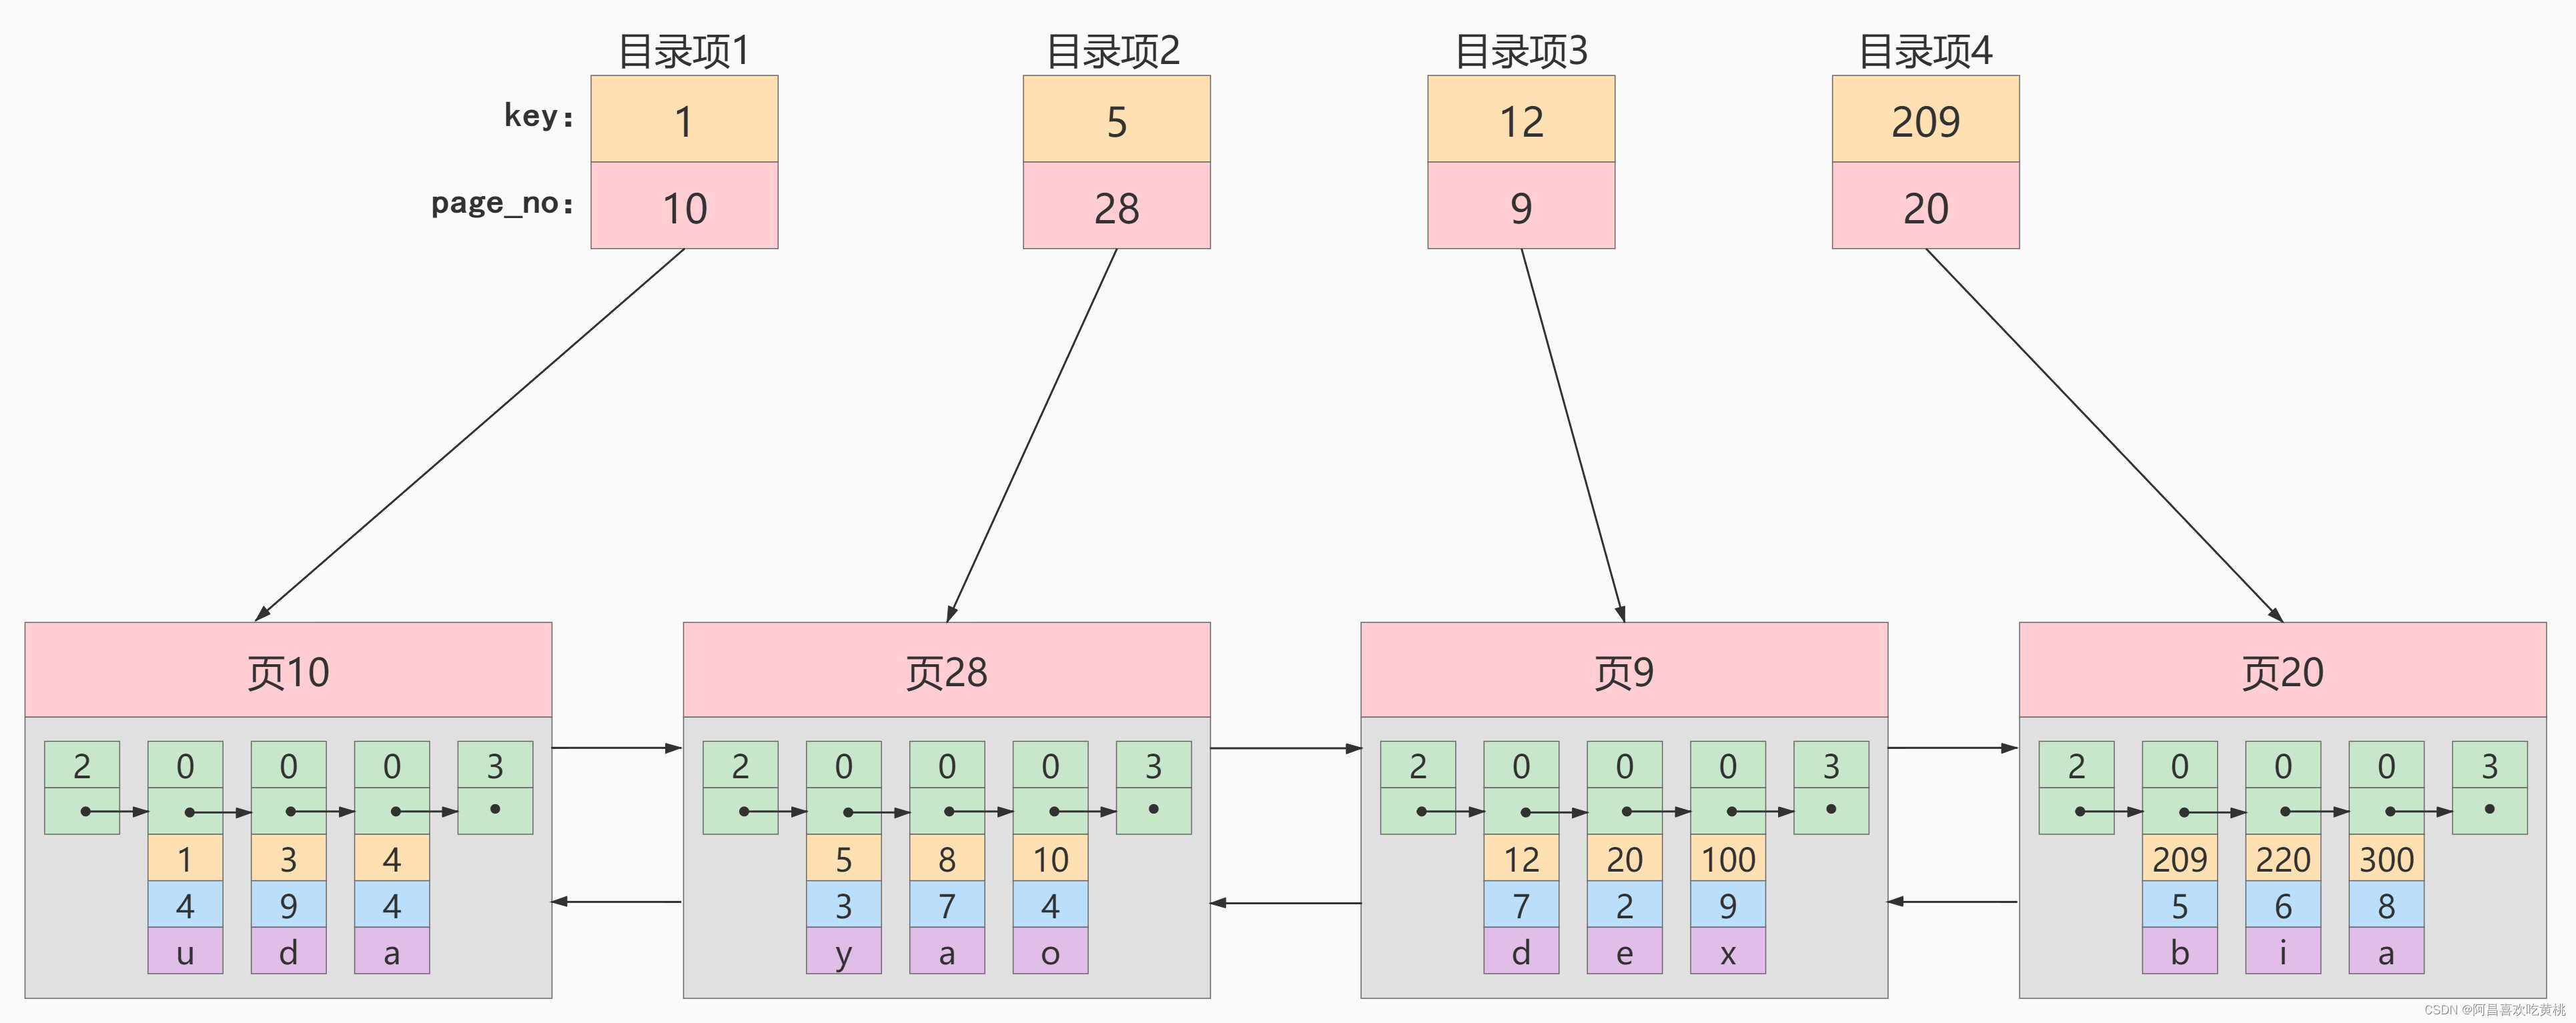 目录项1 目录项2 目录项3 目录项4
key: 1 5 12 209
page_no: 10 28 9 20
页10 页28 页9 页20
2 0 0 0 3 2 0 0 0 3 2 0 0 0 3 2 0 0 0 3
1 3 4 5 8 10 12 20 100 209 220 300
4 9 4 3 7 4 7 2 9 5 6 8
u d a y a o d e x b i a
CSDN @阿昌喜欢吃黄桃